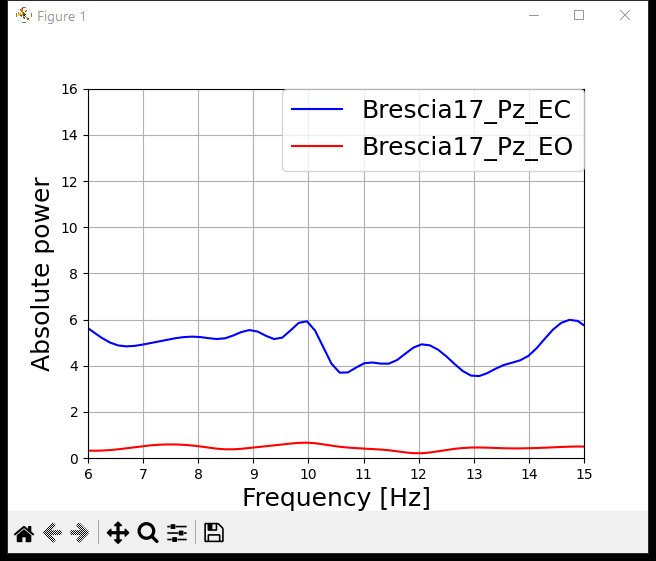 Figure 1
Brescia17_Pz_EC
Brescia17_Pz_EO
Absolute power
16
14
12
10
8
6
4
2
0
6 7 8 9 10 11 12 13 14 15
Frequency [Hz]